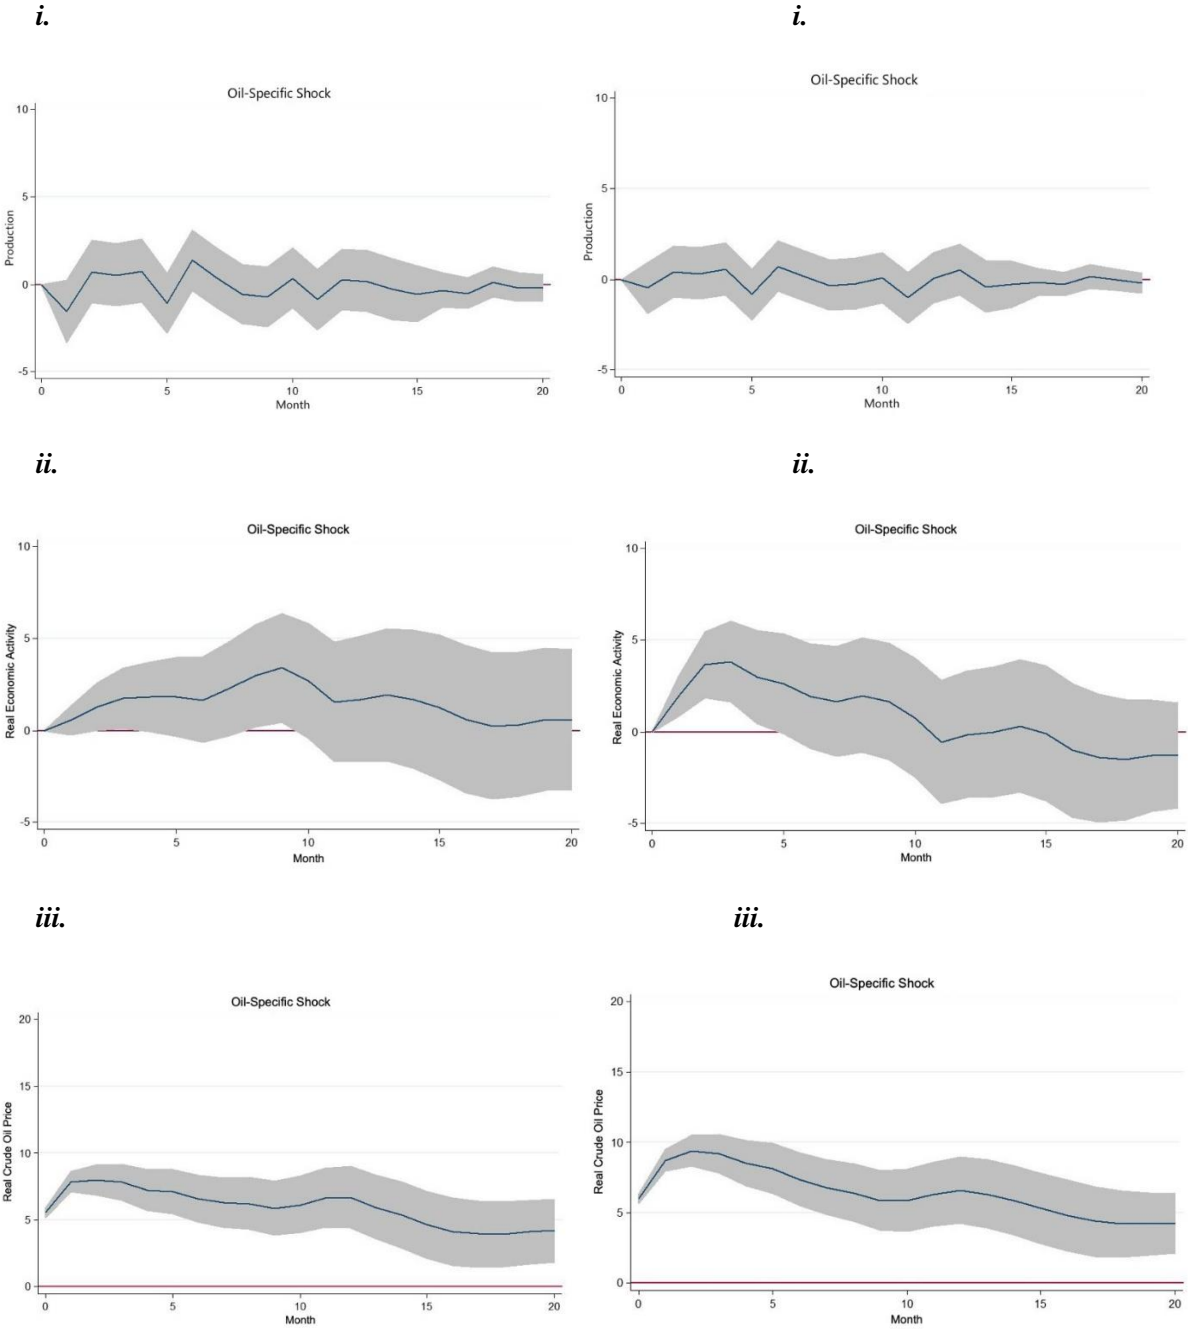 i.
i.
Oil-Specific Shock
10
5
0
-5
Production
0 5 10 15 20
Month
Oil-Specific Shock
10
5
0
-5
Production
0 5 10 15 20
Month
ii.
ii.
Oil-Specific Shock
10
5
0
-5
Real Economic Activity
0 5 10 15 20
Month
Oil-Specific Shock
10
5
0
-5
Real Economic Activity
0 5 10 15 20
Month
iii.
iii.
Oil-Specific Shock
20
15
10
5
0
Real Crude Oil Price
0 5 10 15 20
Month
Oil-Specific Shock
20
15
10
5
0
Real Crude Oil Price
0 5 10 15 20
Month